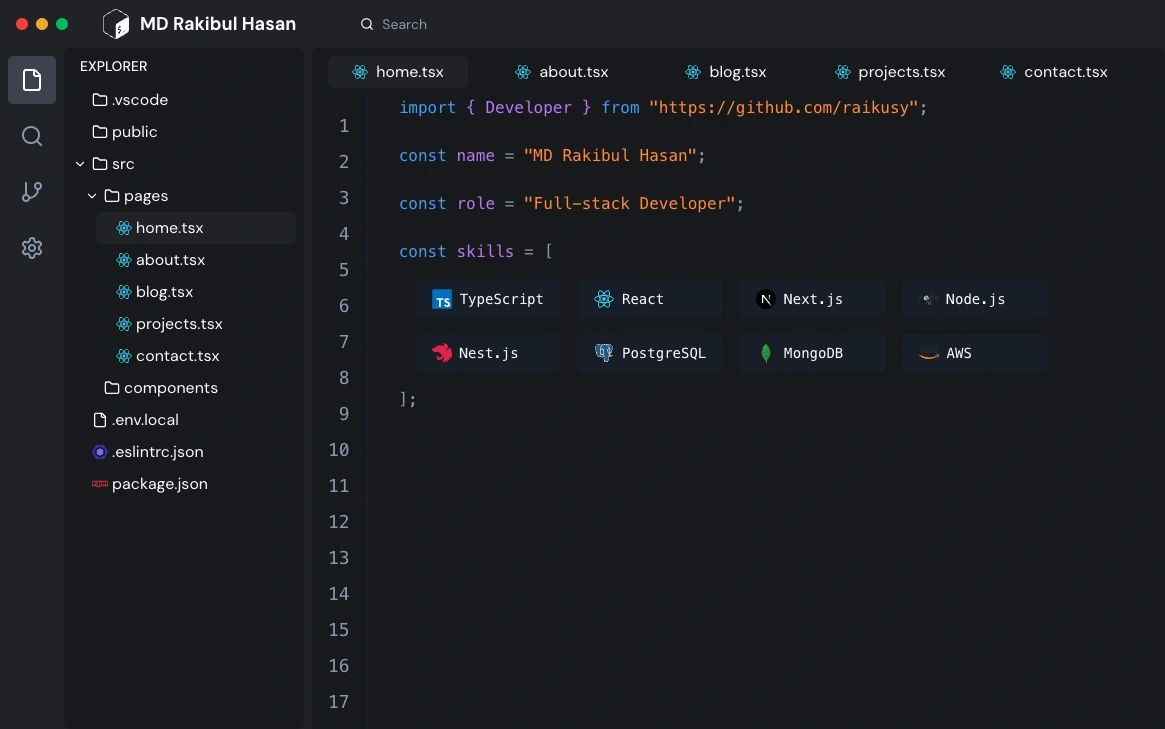 MD Rakibul Hasan
Search
EXPLORER
.vscode
public
src
pages
home.tsx
about.tsx
blog.tsx
projects.tsx
contact.tsx
components
.env.local
.eslintrc.json
package.json
home.tsx about.tsx blog.tsx projects.tsx contact.tsx
1
2
3
4
5
6
7
8
9
10
11
12
13
14
15
16
17
import { Developer } from "https://github.com/raikusy";
const name = "MD Rakibul Hasan";
const role = "Full-stack Developer";
const skills = [
TS TypeScript React N Next.js Node.js
Nest.js PostgreSQL MongoDB AWS
];